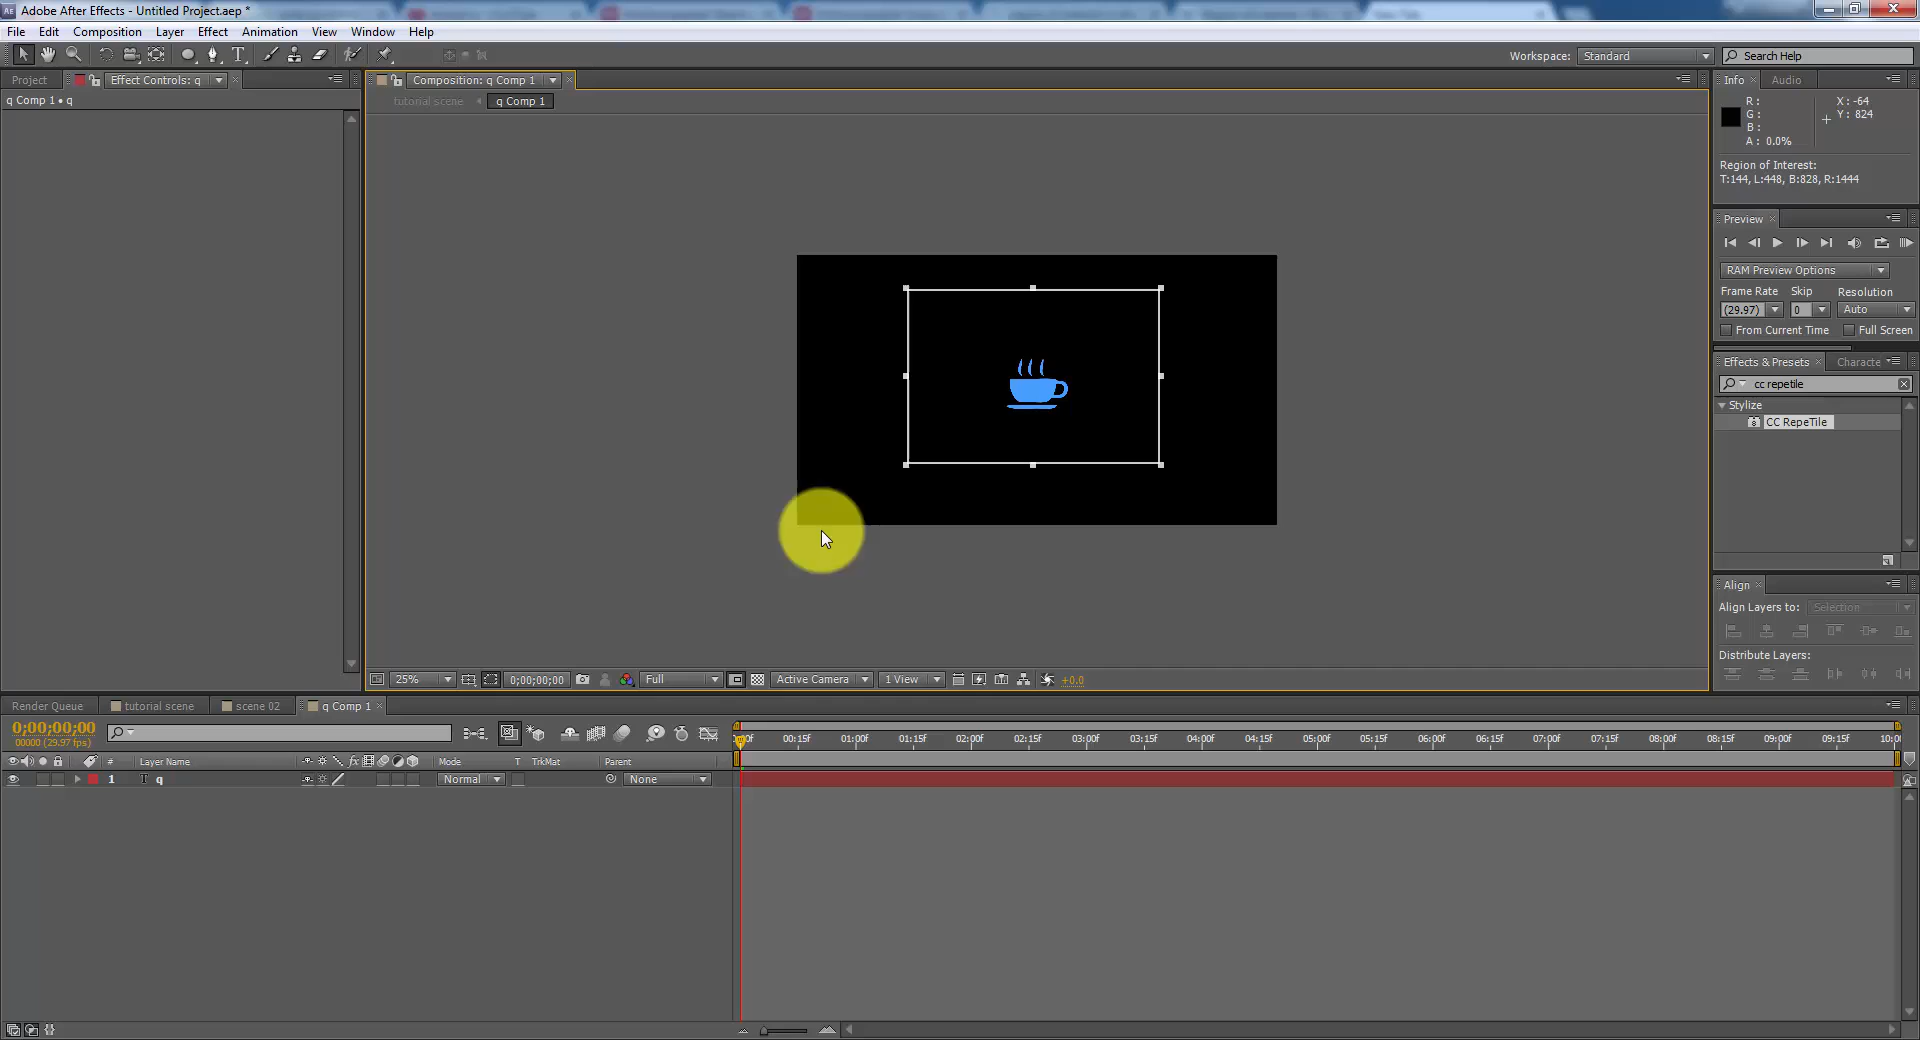 Adobe After Effects - Untitled Project.aep *
File Edit Composition Layer Effect Animation View Window Help
Workspace: Standard Search Help
Project Effect Controls: q Composition: q Comp 1 Info Audio
q Comp 1 • q tutorial scene q Comp 1
R : X : -64
G : Y : 824
B :
A : 0.0%
Region of Interest:
T:144, L:448, B:828, R:1444
Preview
RAM Preview Options
Frame Rate Skip Resolution
(29.97) 0 Auto
From Current Time Full Screen
Effects & Presets Characte
cc repetile
Stylize
CC RepeTile
Align
Align Layers to: Selection
Distribute Layers:
25% 0;00;00;00 Full Active Camera 1 View +0.0
Render Queue tutorial scene scene 02 q Comp 1
0;00;00;00
00000 (29.97 fps)
00:15f 01:00f 01:15f 02:00f 02:15f 03:00f 03:15f 04:00f 04:15f 05:00f 05:15f 06:00f 06:15f 07:00f 07:15f 08:00f 08:15f 09:00f 09:15f 10:0
# Layer Name fx Mode T TrkMat Parent
1 T q Normal None